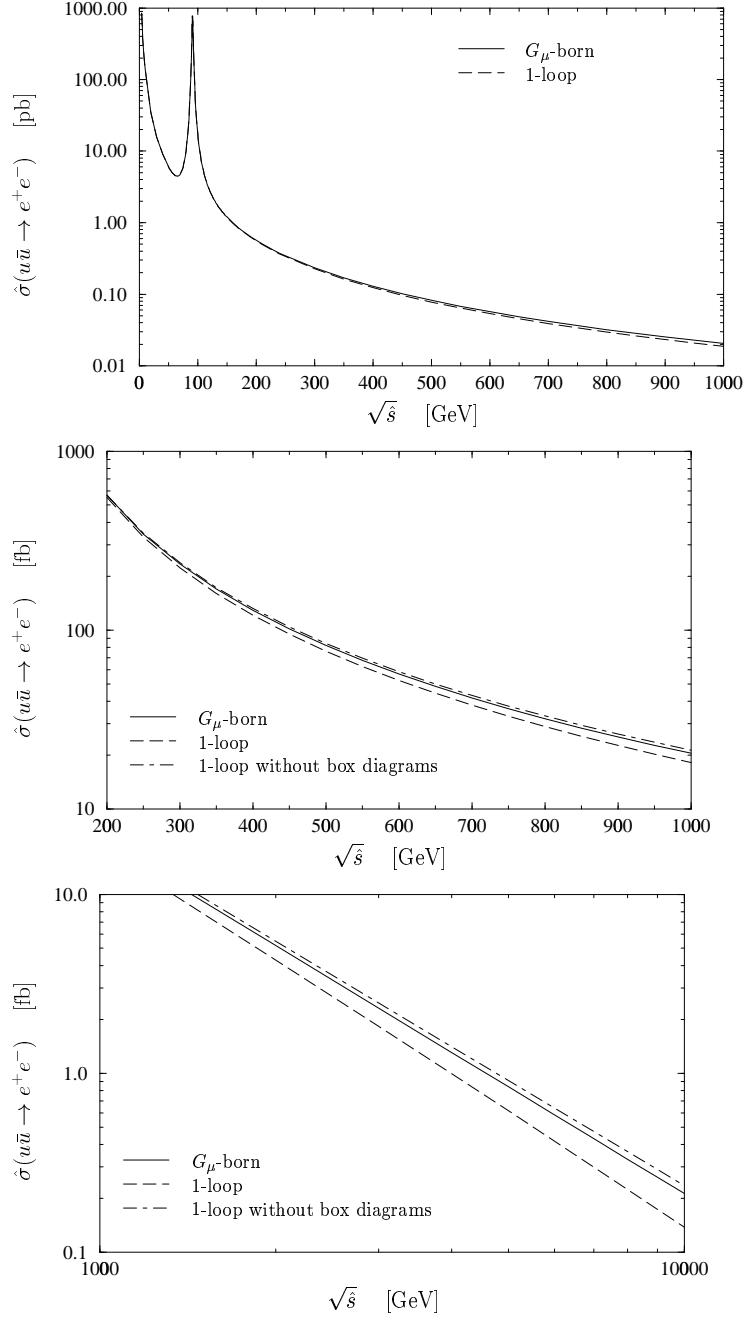 1000.00
100.00
10.00
1.00
0.10
0.01
σ̂(uū → e⁺e⁻) [pb]
G_μ-born
1-loop
0 100 200 300 400 500 600 700 800 900 1000
√ŝ [GeV]
1000
100
10
σ̂(uū → e⁺e⁻) [fb]
G_μ-born
1-loop
1-loop without box diagrams
200 300 400 500 600 700 800 900 1000
√ŝ [GeV]
10.0
1.0
0.1
σ̂(uū → e⁺e⁻) [fb]
G_μ-born
1-loop
1-loop without box diagrams
1000 10000
√ŝ [GeV]